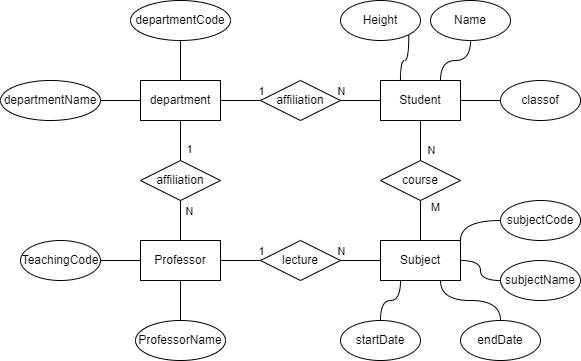 departmentCode
Height
Name
departmentName
department
1
affiliation
N
Student
classof
1
N
affiliation
course
N
M
subjectCode
TeachingCode
Professor
1
lecture
N
Subject
subjectName
ProfessorName
startDate
endDate